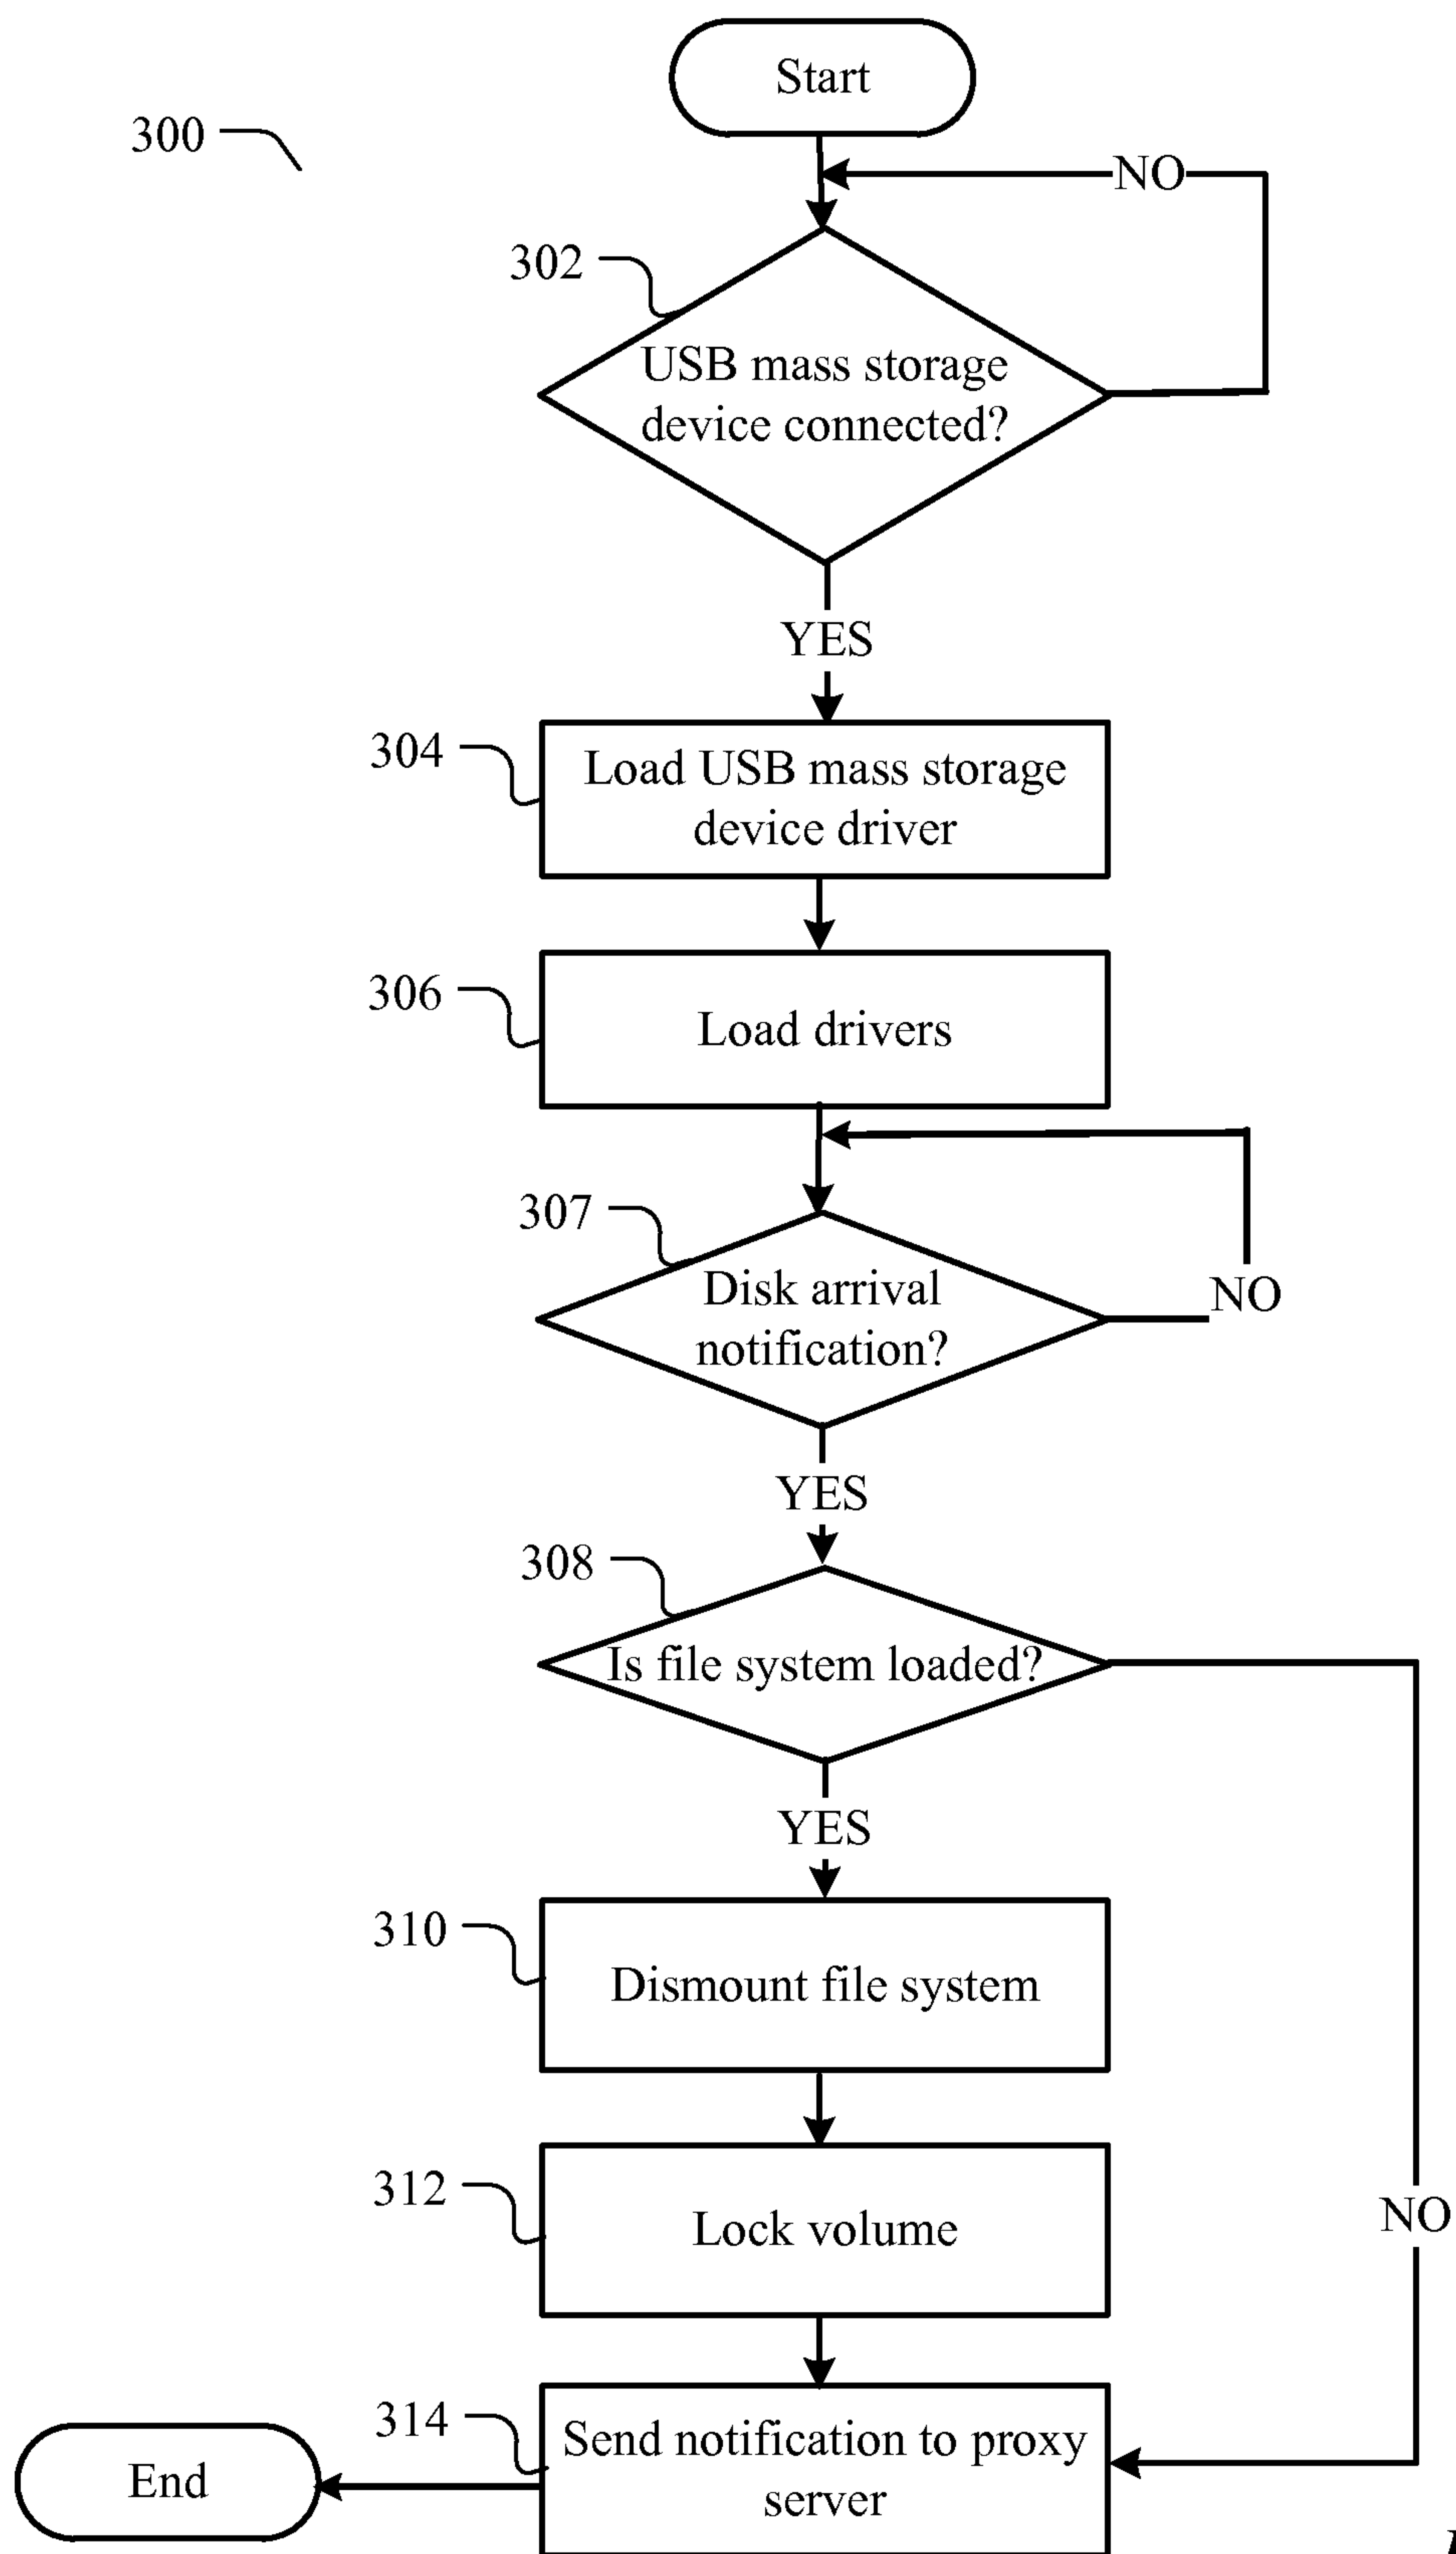 Start
300
NO
302
USB mass storage
device connected?
YES
304
Load USB mass storage
device driver
306
Load drivers
307
Disk arrival
notification?
NO
YES
308
Is file system loaded?
YES
310
Dismount file system
312
Lock volume
NO
314
Send notification to proxy
server
End